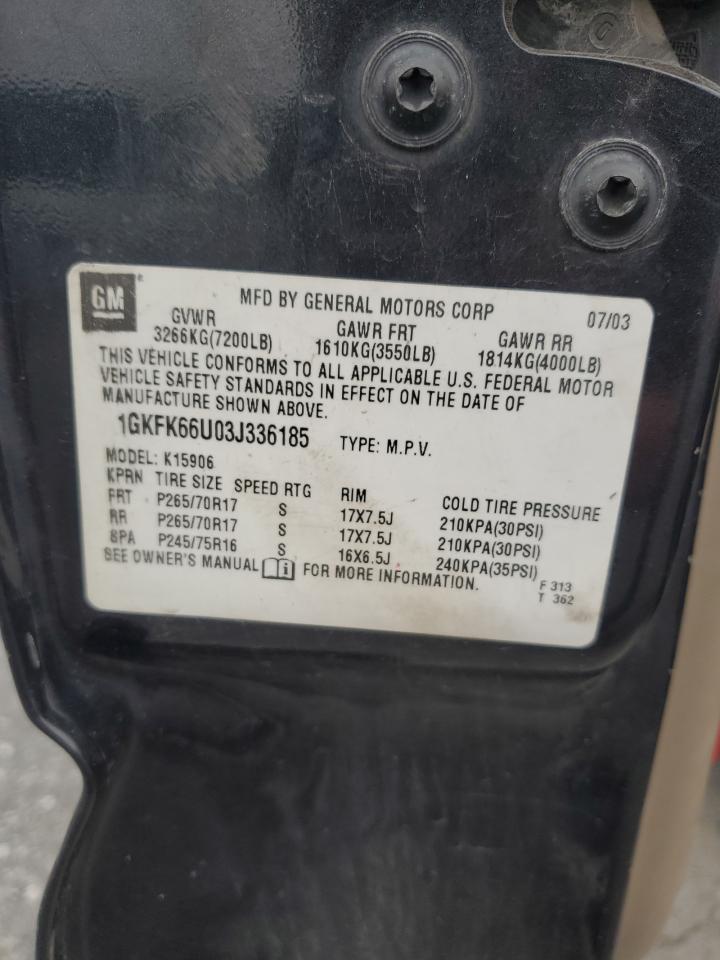 GM
MFD BY GENERAL MOTORS CORP 07/03
GVWR GAWR FRT GAWR RR
3266KG(7200LB) 1610KG(3550LB) 1814KG(4000LB)
THIS VEHICLE CONFORMS TO ALL APPLICABLE U.S. FEDERAL MOTOR
VEHICLE SAFETY STANDARDS IN EFFECT ON THE DATE OF
MANUFACTURE SHOWN ABOVE.
1GKFK66U03J336185 TYPE: M.P.V.
MODEL: K15906
KPRN TIRE SIZE SPEED RTG RIM COLD TIRE PRESSURE
FRT P265/70R17 S 17X7.5J 210KPA(30PSI)
RR P265/70R17 S 17X7.5J 210KPA(30PSI)
SPA P245/75R16 S 16X6.5J 240KPA(35PSI)
SEE OWNER'S MANUAL i FOR MORE INFORMATION.
F 313
T 362